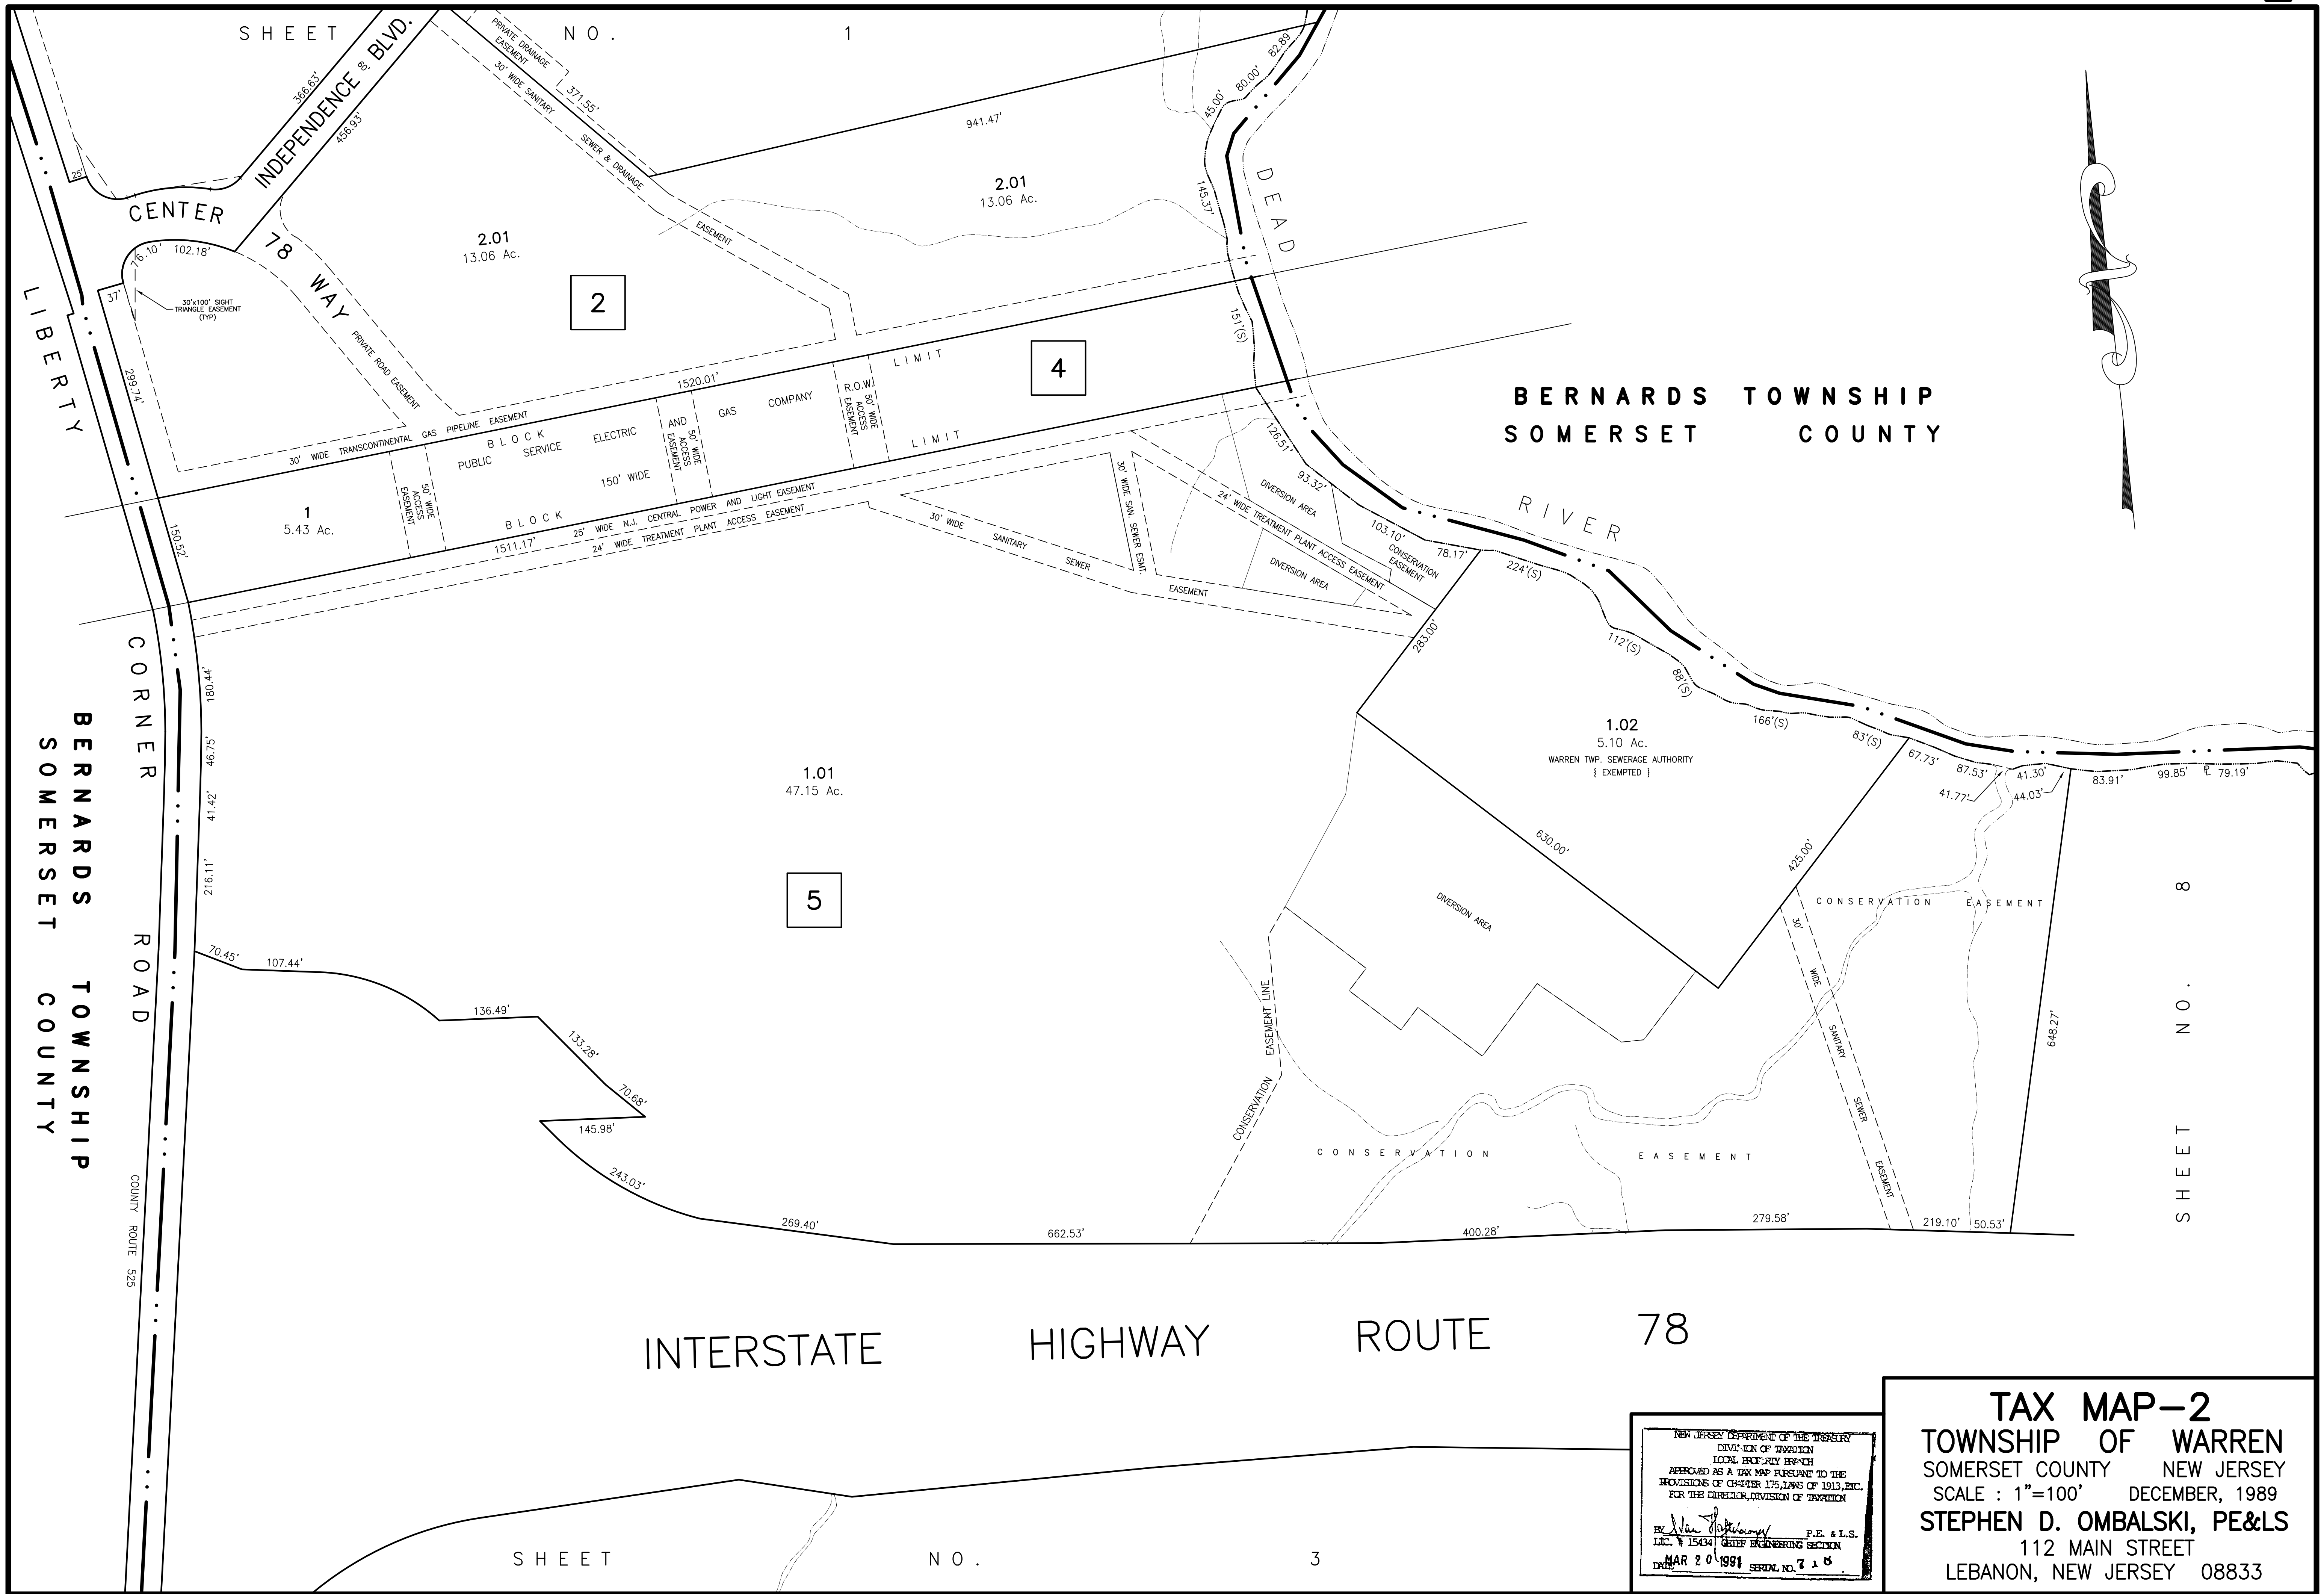 SHEET NO. 1
INDEPENDENCE BLVD.
60'
366.63'
456.93'
PRIVATE DRAINAGE
EASEMENT
371.55'
30' WIDE SANITARY SEWER & DRAINAGE EASEMENT
941.47'
82.89'
80.00'
45.00'
145.37'
151'(S)
25'
CENTER
78 WAY
PRIVATE ROAD EASEMENT
76.10'
102.18'
37'
30'x100' SIGHT
TRIANGLE EASEMENT
(TYP)
299.74'
2.01
13.06 Ac.
2
2.01
13.06 Ac.
DEAD
RIVER
LIBERTY
CORNER
ROAD
COUNTY ROUTE 525
BERNARDS TOWNSHIP
SOMERSET COUNTY
30' WIDE TRANSCONTINENTAL GAS PIPELINE EASEMENT
1520.01'
BLOCK LIMIT
PUBLIC SERVICE ELECTRIC AND GAS COMPANY R.O.W.
150' WIDE
50' WIDE
ACCESS
EASEMENT
50' WIDE
ACCESS
EASEMENT
50' WIDE
ACCESS
EASEMENT
4
1
5.43 Ac.
150.52'
BLOCK LIMIT
1511.17'
25' WIDE N.J. CENTRAL POWER AND LIGHT EASEMENT
24' WIDE TREATMENT PLANT ACCESS EASEMENT
30' WIDE SANITARY SEWER EASEMENT
30' WIDE SAN. SEWER ESMT.
24' WIDE TREATMENT PLANT ACCESS EASEMENT
DIVERSION AREA
DIVERSION AREA
CONSERVATION
EASEMENT
126.51'
93.32'
103.10'
78.17'
224'(S)
112'(S)
88'(S)
166'(S)
83'(S)
67.73'
87.53'
41.77'
41.30'
44.03'
83.91'
99.85'
79.19'
BERNARDS TOWNSHIP
SOMERSET COUNTY
283.00'
1.02
5.10 Ac.
WARREN TWP. SEWERAGE AUTHORITY
{ EXEMPTED }
630.00'
425.00'
180.44'
46.75'
41.42'
216.11'
1.01
47.15 Ac.
5
DIVERSION AREA
CONSERVATION EASEMENT
30' WIDE SANITARY SEWER EASEMENT
648.27'
SHEET NO. 8
70.45'
107.44'
136.49'
133.28'
70.68'
145.98'
243.03'
269.40'
662.53'
CONSERVATION EASEMENT LINE
CONSERVATION EASEMENT
400.28'
279.58'
219.10'
50.53'
INTERSTATE HIGHWAY ROUTE 78
SHEET NO. 3
NEW JERSEY DEPARTMENT OF THE TREASURY
DIVISION OF TAXATION
LOCAL PROPERTY BRANCH
APPROVED AS A TAX MAP PURSUANT TO THE
PROVISIONS OF CHAPTER 175, LAWS OF 1913, ETC.
FOR THE DIRECTOR, DIVISION OF TAXATION
BY P.E. & L.S.
LIC. # 15434 CHIEF ENGINEERING SECTION
DATE MAR 20 1991 SERIAL NO.
TAX MAP-2
TOWNSHIP OF WARREN
SOMERSET COUNTY NEW JERSEY
SCALE : 1"=100' DECEMBER, 1989
STEPHEN D. OMBALSKI, PE&LS
112 MAIN STREET
LEBANON, NEW JERSEY 08833